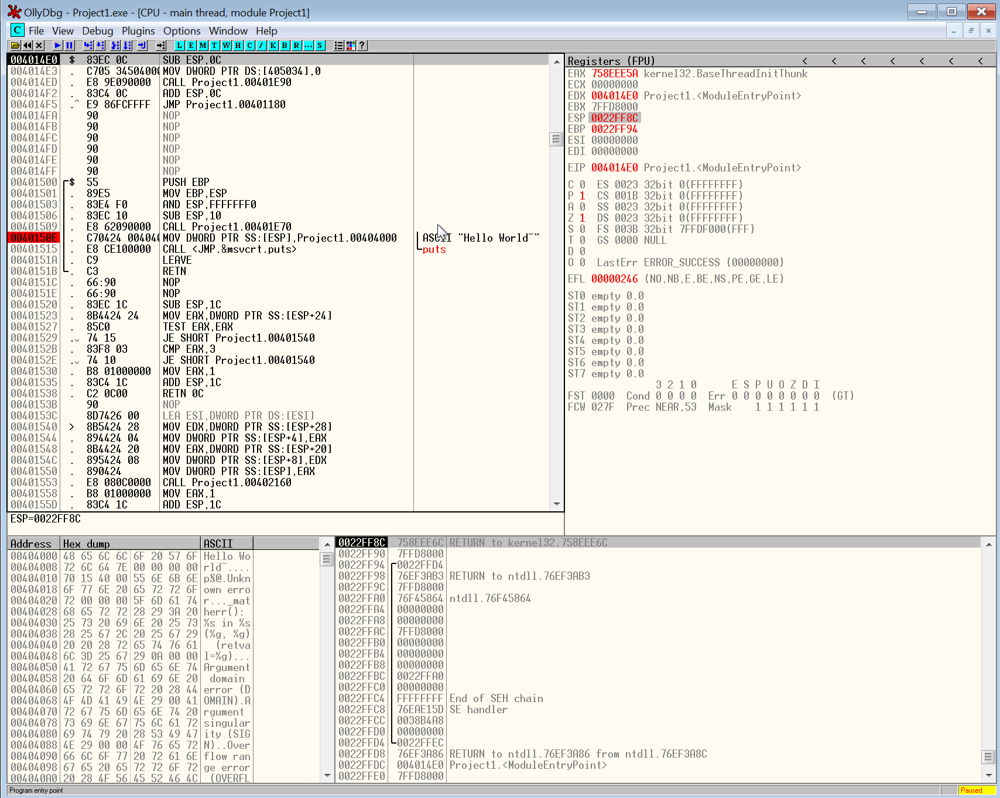 OllyDbg - Project1.exe - [CPU - main thread, module Project1]
C File View Debug Plugins Options Window Help
L E M T W H C / K B R ... S ?
004014E0 $ 83EC 0C SUB ESP,0C
004014E3 . C705 34504000 MOV DWORD PTR DS:[405034],0
004014ED . E8 9E090000 CALL Project1.00401E90
004014F2 . 83C4 0C ADD ESP,0C
004014F5 .^ E9 86FCFFFF JMP Project1.00401180
004014FA 90 NOP
004014FB 90 NOP
004014FC 90 NOP
004014FD 90 NOP
004014FE 90 NOP
004014FF 90 NOP
00401500 $ 55 PUSH EBP
00401501 . 89E5 MOV EBP,ESP
00401503 . 83E4 F0 AND ESP,FFFFFFF0
00401506 . 83EC 10 SUB ESP,10
00401509 . E8 62090000 CALL Project1.00401E70
0040150E . C70424 004040 MOV DWORD PTR SS:[ESP],Project1.00404000 ASCII "Hello World~"
00401515 . E8 CE100000 CALL <JMP.&msvcrt.puts> puts
0040151A . C9 LEAVE
0040151B . C3 RETN
0040151C . 66:90 NOP
0040151E . 66:90 NOP
00401520 . 83EC 1C SUB ESP,1C
00401523 . 8B4424 24 MOV EAX,DWORD PTR SS:[ESP+24]
00401527 . 85C0 TEST EAX,EAX
00401529 .v 74 15 JE SHORT Project1.00401540
0040152B . 83F8 03 CMP EAX,3
0040152E .v 74 10 JE SHORT Project1.00401540
00401530 . B8 01000000 MOV EAX,1
00401535 . 83C4 1C ADD ESP,1C
00401538 . C2 0C00 RETN 0C
0040153B 90 NOP
0040153C 8D7426 00 LEA ESI,DWORD PTR DS:[ESI]
00401540 > 8B5424 28 MOV EDX,DWORD PTR SS:[ESP+28]
00401544 . 894424 04 MOV DWORD PTR SS:[ESP+4],EAX
00401548 . 8B4424 20 MOV EAX,DWORD PTR SS:[ESP+20]
0040154C . 895424 08 MOV DWORD PTR SS:[ESP+8],EDX
00401550 . 890424 MOV DWORD PTR SS:[ESP],EAX
00401553 . E8 080C0000 CALL Project1.00402160
00401558 . B8 01000000 MOV EAX,1
0040155D . 83C4 1C ADD ESP,1C
ESP=0022FF8C
Registers (FPU) < < < < < < <
EAX 758EEE5A kernel32.BaseThreadInitThunk
ECX 00000000
EDX 004014E0 Project1.<ModuleEntryPoint>
EBX 7FFD8000
ESP 0022FF8C
EBP 0022FF94
ESI 00000000
EDI 00000000
EIP 004014E0 Project1.<ModuleEntryPoint>
C 0 ES 0023 32bit 0(FFFFFFFF)
P 1 CS 001B 32bit 0(FFFFFFFF)
A 0 SS 0023 32bit 0(FFFFFFFF)
Z 1 DS 0023 32bit 0(FFFFFFFF)
S 0 FS 003B 32bit 7FFDF000(FFF)
T 0 GS 0000 NULL
D 0
O 0 LastErr ERROR_SUCCESS (00000000)
EFL 00000246 (NO,NB,E,BE,NS,PE,GE,LE)
ST0 empty 0.0
ST1 empty 0.0
ST2 empty 0.0
ST3 empty 0.0
ST4 empty 0.0
ST5 empty 0.0
ST6 empty 0.0
ST7 empty 0.0
3 2 1 0 E S P U O Z D I
FST 0000 Cond 0 0 0 0 Err 0 0 0 0 0 0 0 0 (GT)
FCW 027F Prec NEAR,53 Mask 1 1 1 1 1 1
Address Hex dump ASCII
00404000 48 65 6C 6C 6F 20 57 6F Hello Wo
00404008 72 6C 64 7E 00 00 00 00 rld~....
00404010 70 15 40 00 55 6E 6B 6E p§@.Unkn
00404018 6F 77 6E 20 65 72 72 6F own erro
00404020 72 00 00 00 5F 6D 61 74 r..._mat
00404028 68 65 72 72 28 29 3A 20 herr():
00404030 25 73 20 69 6E 20 25 73 %s in %s
00404038 28 25 67 2C 20 25 67 29 (%g, %g)
00404040 20 20 28 72 65 74 76 61 (retva
00404048 6C 3D 25 67 29 0A 00 00 l=%g)...
00404050 41 72 67 75 6D 65 6E 74 Argument
00404058 20 64 6F 6D 61 69 6E 20 domain
00404060 65 72 72 6F 72 20 28 44 error (D
00404068 4F 4D 41 49 4E 29 00 41 OMAIN).A
00404070 72 67 75 6D 65 6E 74 20 rgument
00404078 73 69 6E 67 75 6C 61 72 singular
00404080 69 74 79 20 28 53 49 47 ity (SIG
00404088 4E 29 00 00 4F 76 65 72 N)..Over
00404090 66 6C 6F 77 20 72 61 6E flow ran
00404098 67 65 20 65 72 72 6F 72 ge error
004040A0 20 28 4F 56 45 52 46 4C (OVERFL
0022FF8C 758EEE6C RETURN to kernel32.758EEE6C
0022FF90 7FFD8000
0022FF94 0022FFD4
0022FF98 76EF3AB3 RETURN to ntdll.76EF3AB3
0022FF9C 7FFD8000
0022FFA0 76F45864 ntdll.76F45864
0022FFA4 00000000
0022FFA8 00000000
0022FFAC 7FFD8000
0022FFB0 00000000
0022FFB4 00000000
0022FFB8 00000000
0022FFBC 0022FFA0
0022FFC0 00000000
0022FFC4 FFFFFFFF End of SEH chain
0022FFC8 76EAE15D SE handler
0022FFCC 0038B4A8
0022FFD0 00000000
0022FFD4 0022FFEC
0022FFD8 76EF3A86 RETURN to ntdll.76EF3A86 from ntdll.76EF3A8C
0022FFDC 004014E0 Project1.<ModuleEntryPoint>
0022FFE0 7FFD8000
Program entry point
Paused